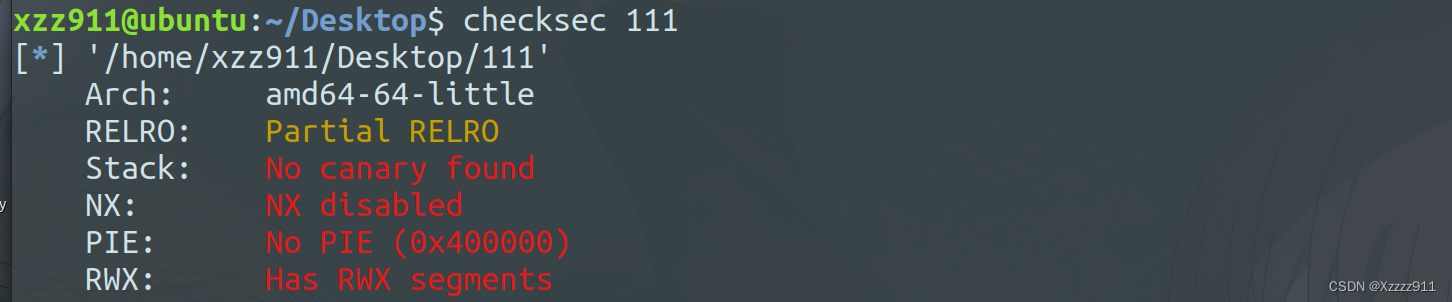 xzz911@ubuntu:~/Desktop$ checksec 111
[*] '/home/xzz911/Desktop/111'
    Arch:     amd64-64-little
    RELRO:    Partial RELRO
    Stack:    No canary found
    NX:       NX disabled
    PIE:      No PIE (0x400000)
    RWX:      Has RWX segments
y
CSDN @Xzzzz911